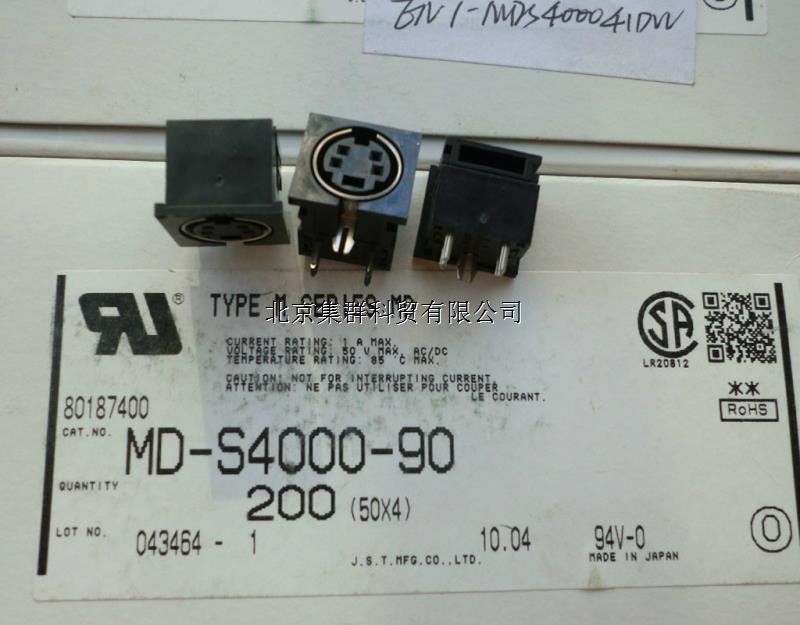 TYPE M SERIES MD
北京集群科贸有限公司
CURRENT RATING: 1 A MAX.
VOLTAGE RATING: 50 V MAX. AC/DC
TEMPERATURE RATING: 85 °C MAX.
CAUTION: NOT FOR INTERRUPTING CURRENT
ATTENTION: NE PAS UTILISER POUR COUPER
LE COURANT.
LR20812
80187400
RoHS
CAT.NO. MD-S4000-90
QUANTITY 200 (50X4)
LOT NO. 043464 - 1 10.04 94V-0
J.S.T.MFG.CO.,LTD. MADE IN JAPAN